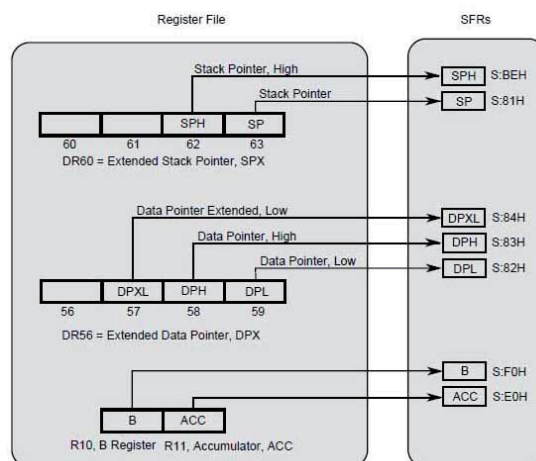 Register File
SFRs
Stack Pointer, High
SPH S:BEH
Stack Pointer
SP S:81H
SPH SP
60 61 62 63
DR60 = Extended Stack Pointer, SPX
Data Pointer Extended, Low
DPXL S:84H
Data Pointer, High
DPH S:83H
Data Pointer, Low
DPL S:82H
DPXL DPH DPL
56 57 58 59
DR56 = Extended Data Pointer, DPX
B S:F0H
ACC S:E0H
B ACC
R10, B Register R11, Accumulator, ACC